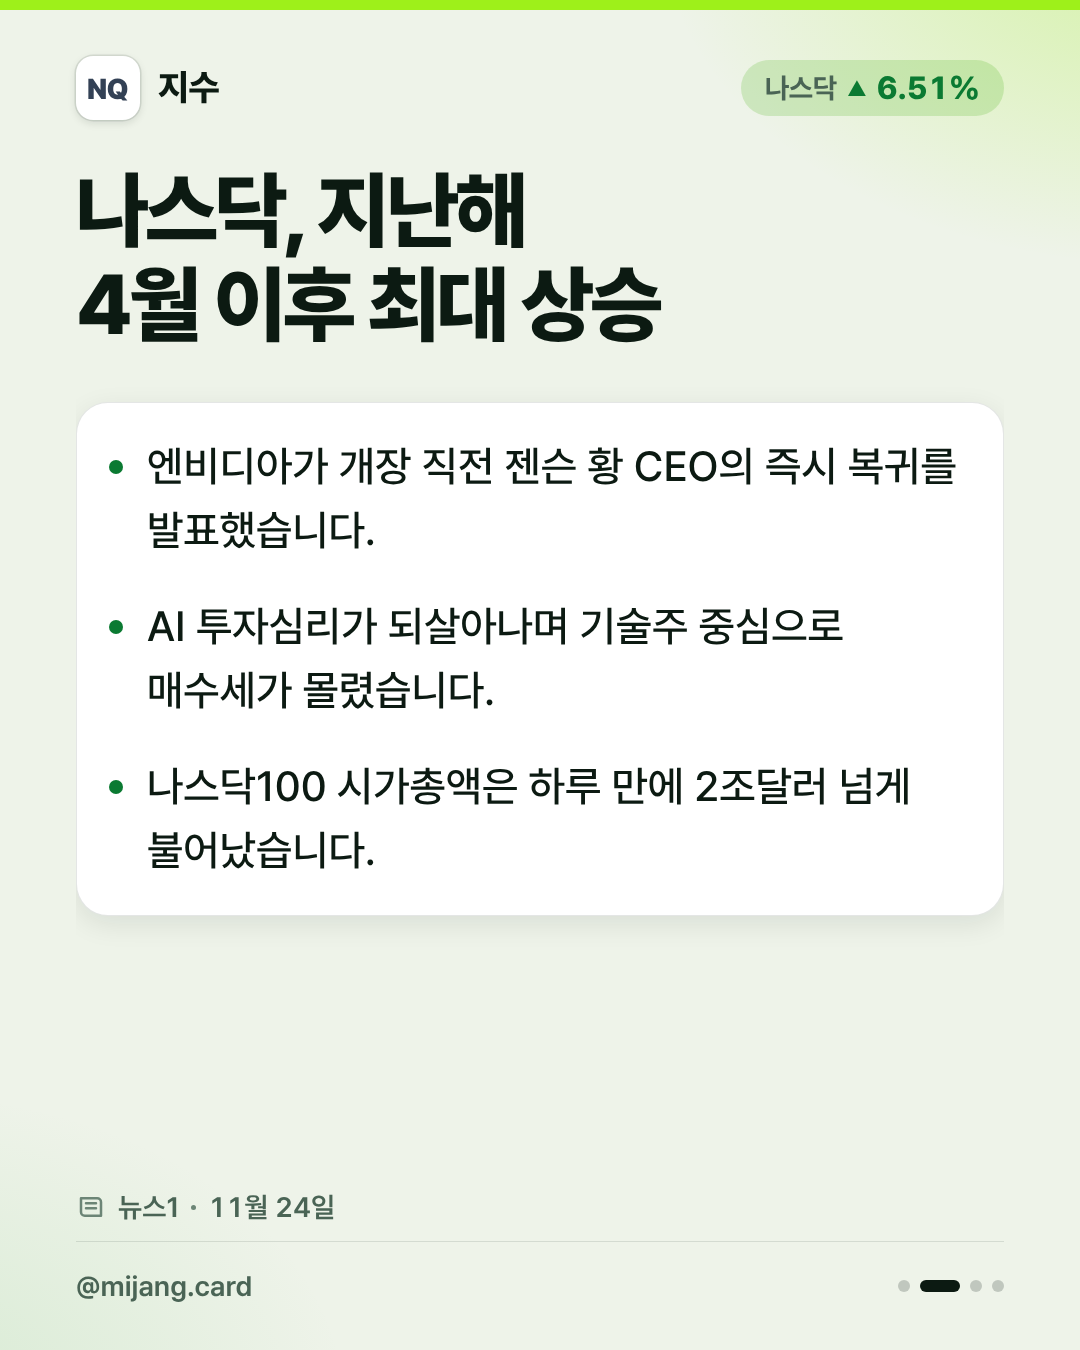 NQ 지수
나스닥 ▲ 6.51%
나스닥, 지난해
4월 이후 최대 상승
• 엔비디아가 개장 직전 젠슨 황 CEO의 즉시 복귀를
발표했습니다.
• AI 투자심리가 되살아나며 기술주 중심으로
매수세가 몰렸습니다.
• 나스닥100 시가총액은 하루 만에 2조달러 넘게
불어났습니다.
뉴스1 · 11월 24일
@mijang.card